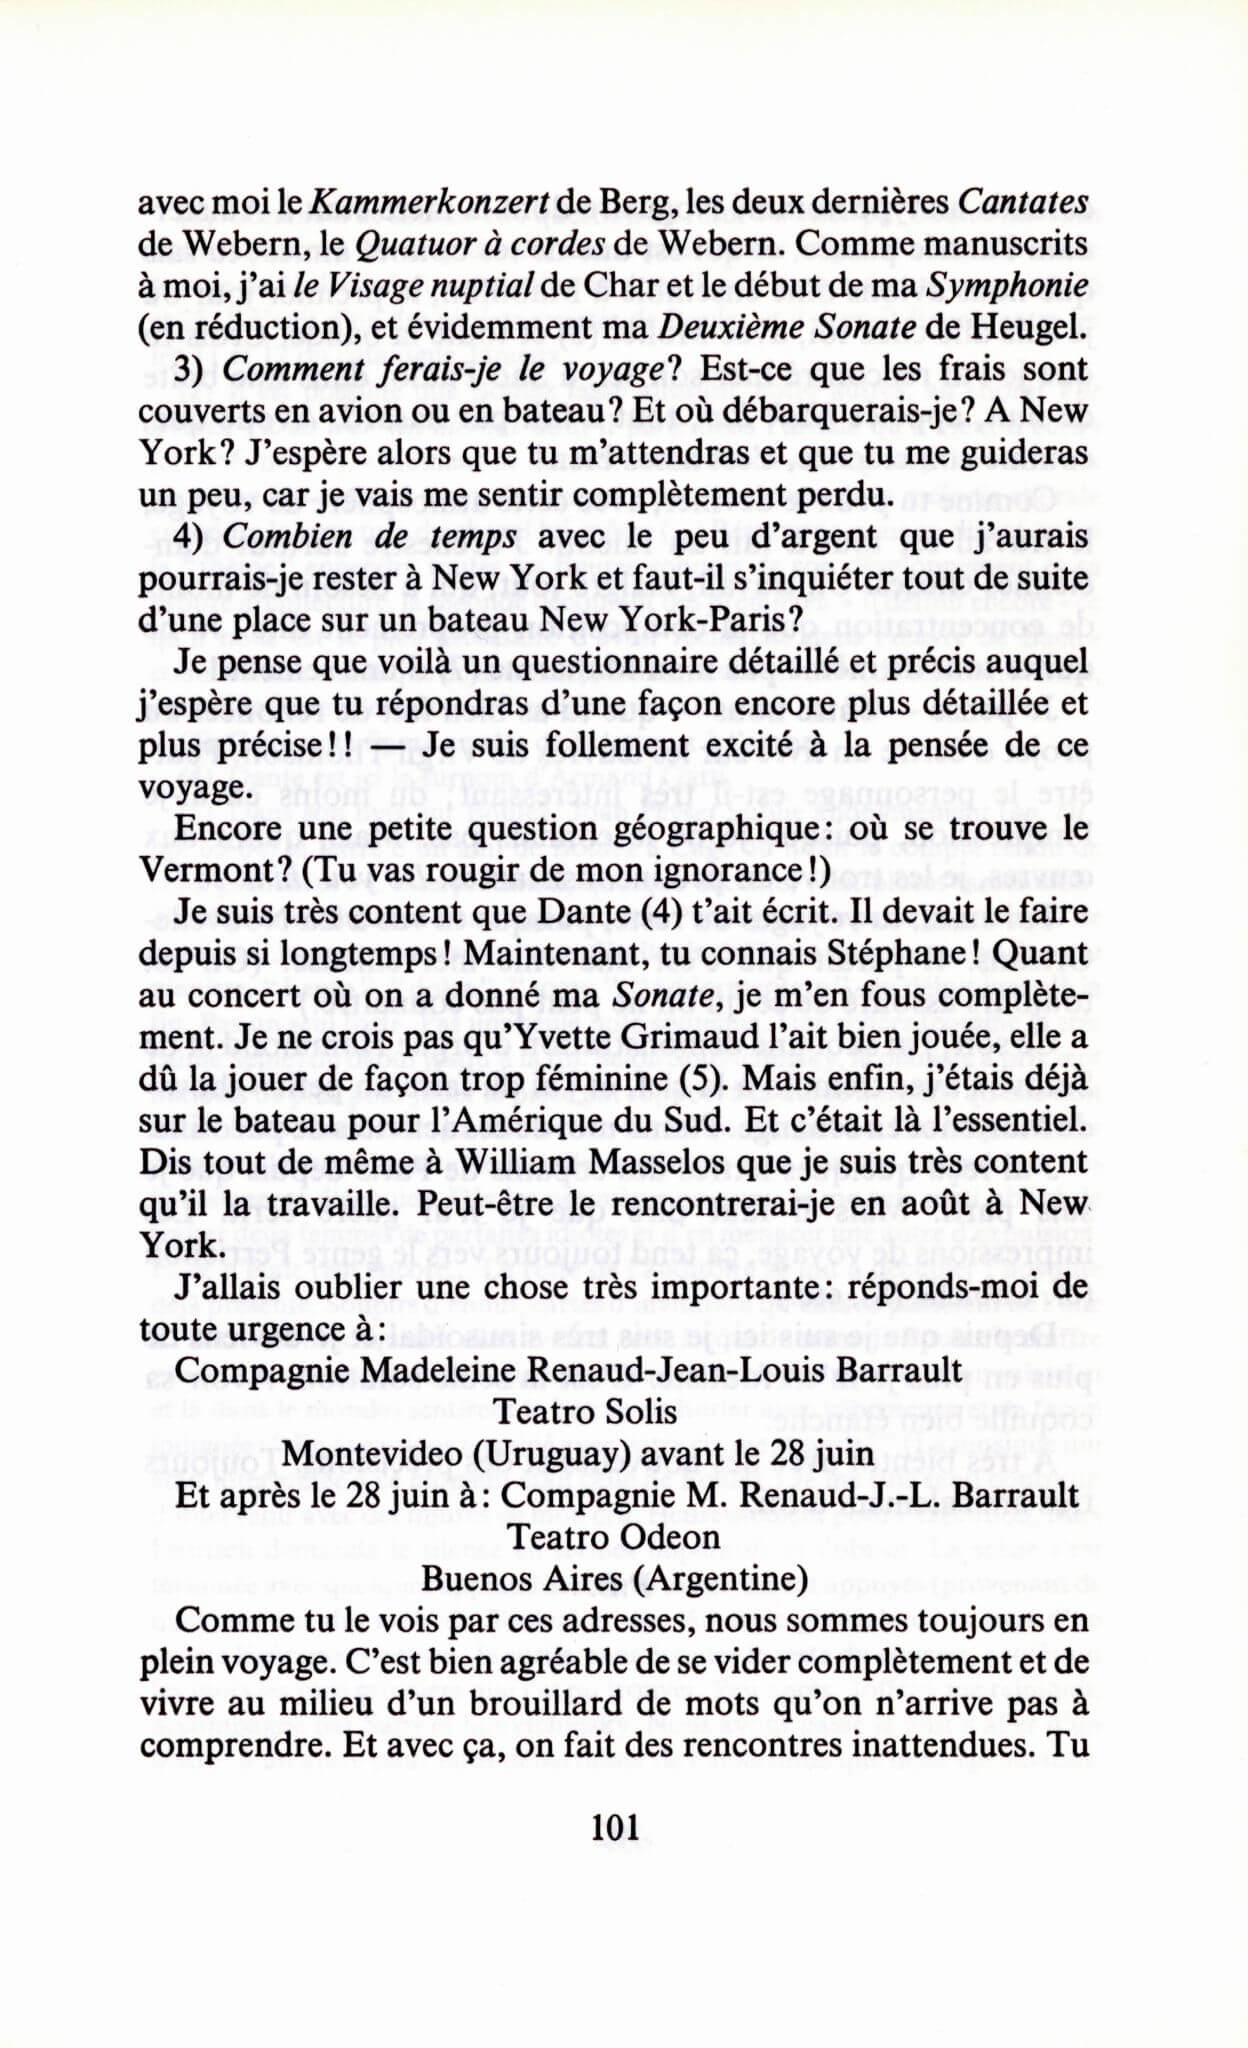 avec moi le Kammerkonzert de Berg, les deux dernières Cantates
de Webern, le Quatuor à cordes de Webern. Comme manuscrits
à moi, j'ai le Visage nuptial de Char et le début de ma Symphonie
(en réduction), et évidemment ma Deuxième Sonate de Heugel.
3) Comment ferais-je le voyage? Est-ce que les frais sont
couverts en avion ou en bateau? Et où débarquerais-je? A New
York? J'espère alors que tu m'attendras et que tu me guideras
un peu, car je vais me sentir complètement perdu.
4) Combien de temps avec le peu d'argent que j'aurais
pourrais-je rester à New York et faut-il s'inquiéter tout de suite
d'une place sur un bateau New York-Paris?
Je pense que voilà un questionnaire détaillé et précis auquel
j'espère que tu répondras d'une façon encore plus détaillée et
plus précise!! — Je suis follement excité à la pensée de ce
voyage.
Encore une petite question géographique: où se trouve le
Vermont? (Tu vas rougir de mon ignorance!)
Je suis très content que Dante (4) t'ait écrit. Il devait le faire
depuis si longtemps! Maintenant, tu connais Stéphane! Quant
au concert où on a donné ma Sonate, je m'en fous complète-
ment. Je ne crois pas qu'Yvette Grimaud l'ait bien jouée, elle a
dû la jouer de façon trop féminine (5). Mais enfin, j'étais déjà
sur le bateau pour l'Amérique du Sud. Et c'était là l'essentiel.
Dis tout de même à William Masselos que je suis très content
qu'il la travaille. Peut-être le rencontrerai-je en août à New
York.
J'allais oublier une chose très importante: réponds-moi de
toute urgence à:
Compagnie Madeleine Renaud-Jean-Louis Barrault
Teatro Solis
Montevideo (Uruguay) avant le 28 juin
Et après le 28 juin à: Compagnie M. Renaud-J.-L. Barrault
Teatro Odeon
Buenos Aires (Argentine)
Comme tu le vois par ces adresses, nous sommes toujours en
plein voyage. C'est bien agréable de se vider complètement et de
vivre au milieu d'un brouillard de mots qu'on n'arrive pas à
comprendre. Et avec ça, on fait des rencontres inattendues. Tu
101